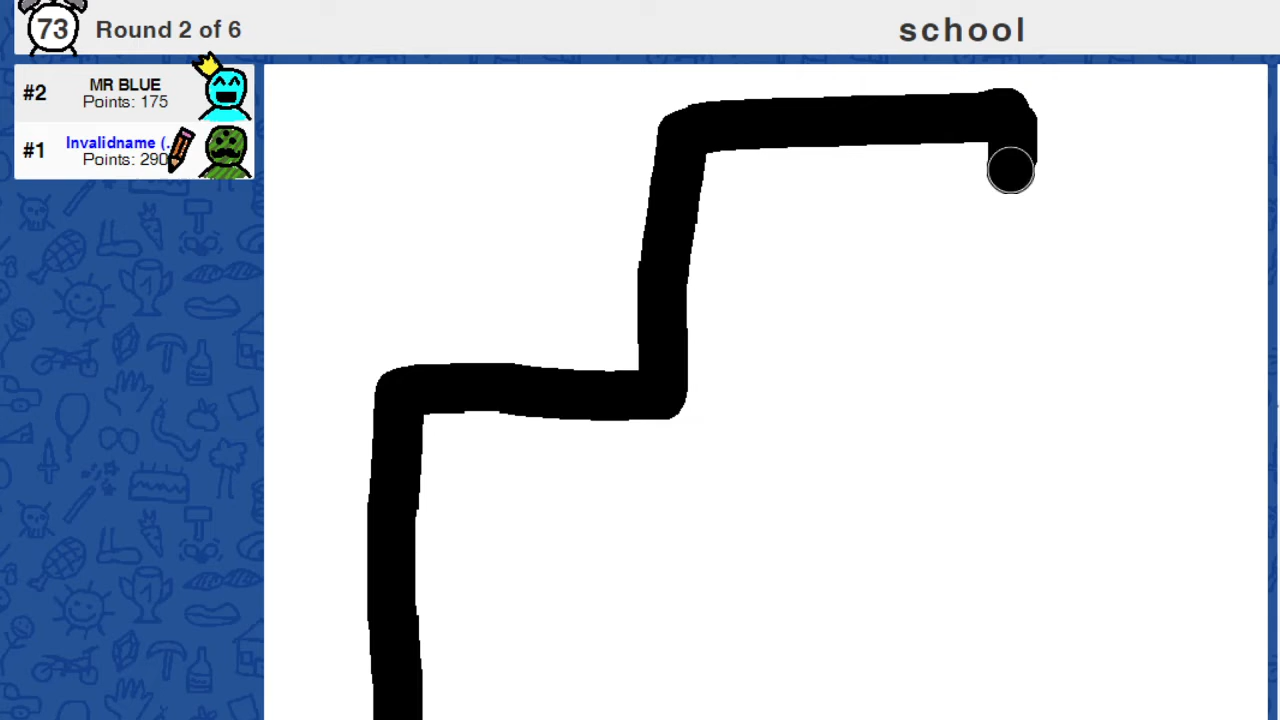 73 Round 2 of 6 school
#2 MR BLUE
Points: 175
#1 Invalidname (.
Points: 290